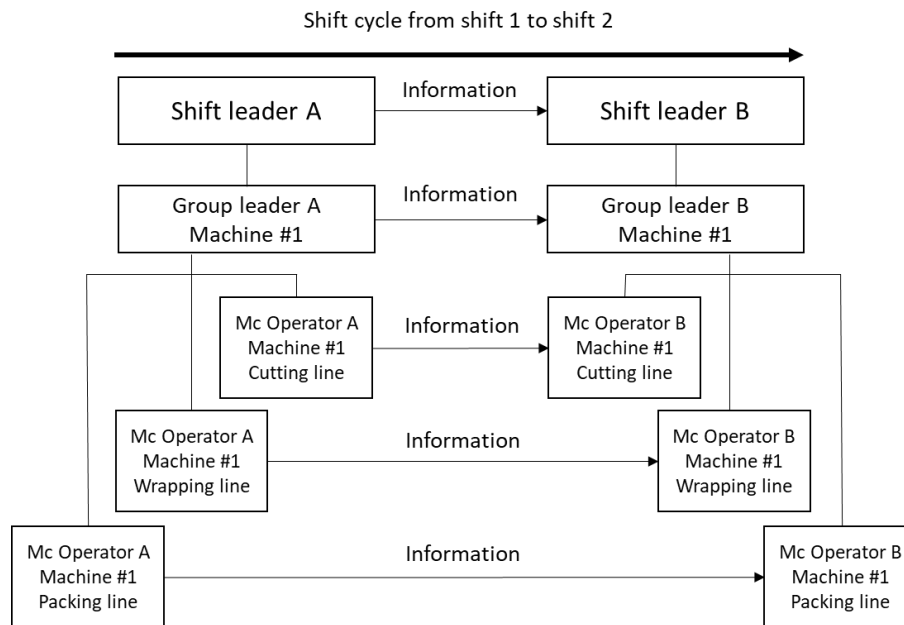 Shift cycle from shift 1 to shift 2
Shift leader A
Information
Shift leader B
Group leader A
Machine #1
Information
Group leader B
Machine #1
Mc Operator A
Machine #1
Cutting line
Information
Mc Operator B
Machine #1
Cutting line
Mc Operator A
Machine #1
Wrapping line
Information
Mc Operator B
Machine #1
Wrapping line
Mc Operator A
Machine #1
Packing line
Information
Mc Operator B
Machine #1
Packing line